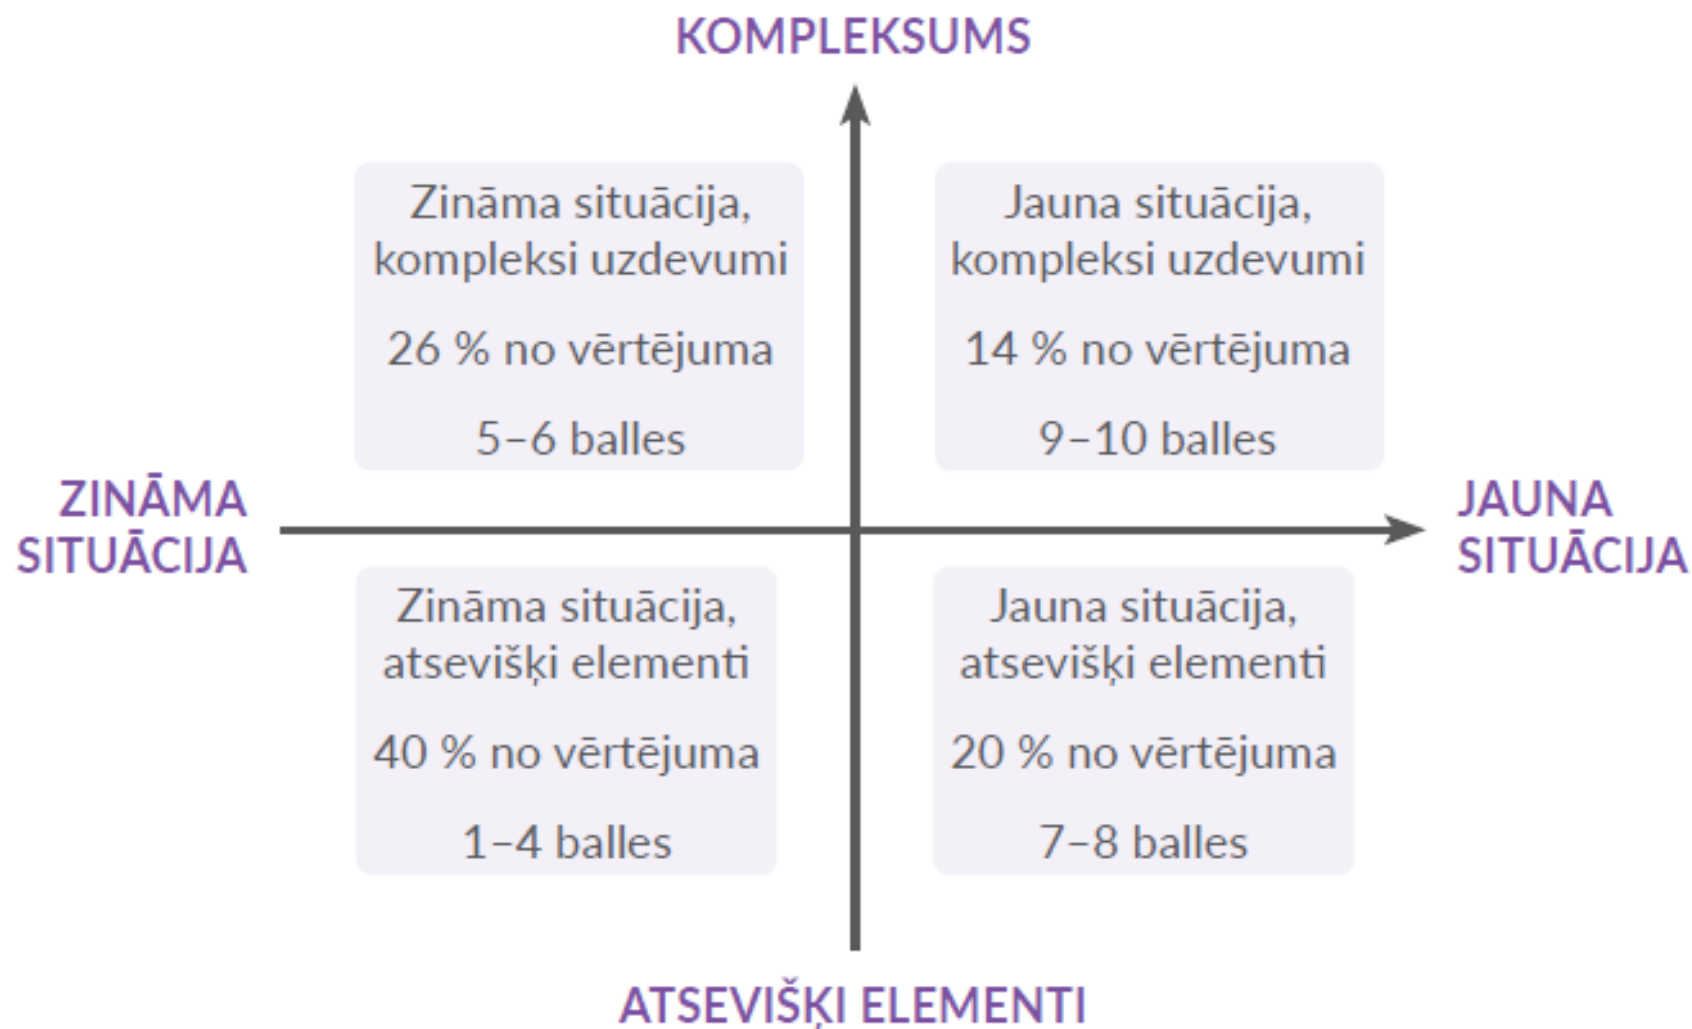 KOMPLEKSUMS
Zināma situācija,
kompleksi uzdevumi
26 % no vērtējuma
5–6 balles
Jauna situācija,
kompleksi uzdevumi
14 % no vērtējuma
9–10 balles
ZINĀMA
SITUĀCIJA
JAUNA
SITUĀCIJA
Zināma situācija,
atsevišķi elementi
40 % no vērtējuma
1–4 balles
Jauna situācija,
atsevišķi elementi
20 % no vērtējuma
7–8 balles
ATSEVIŠĶI ELEMENTI